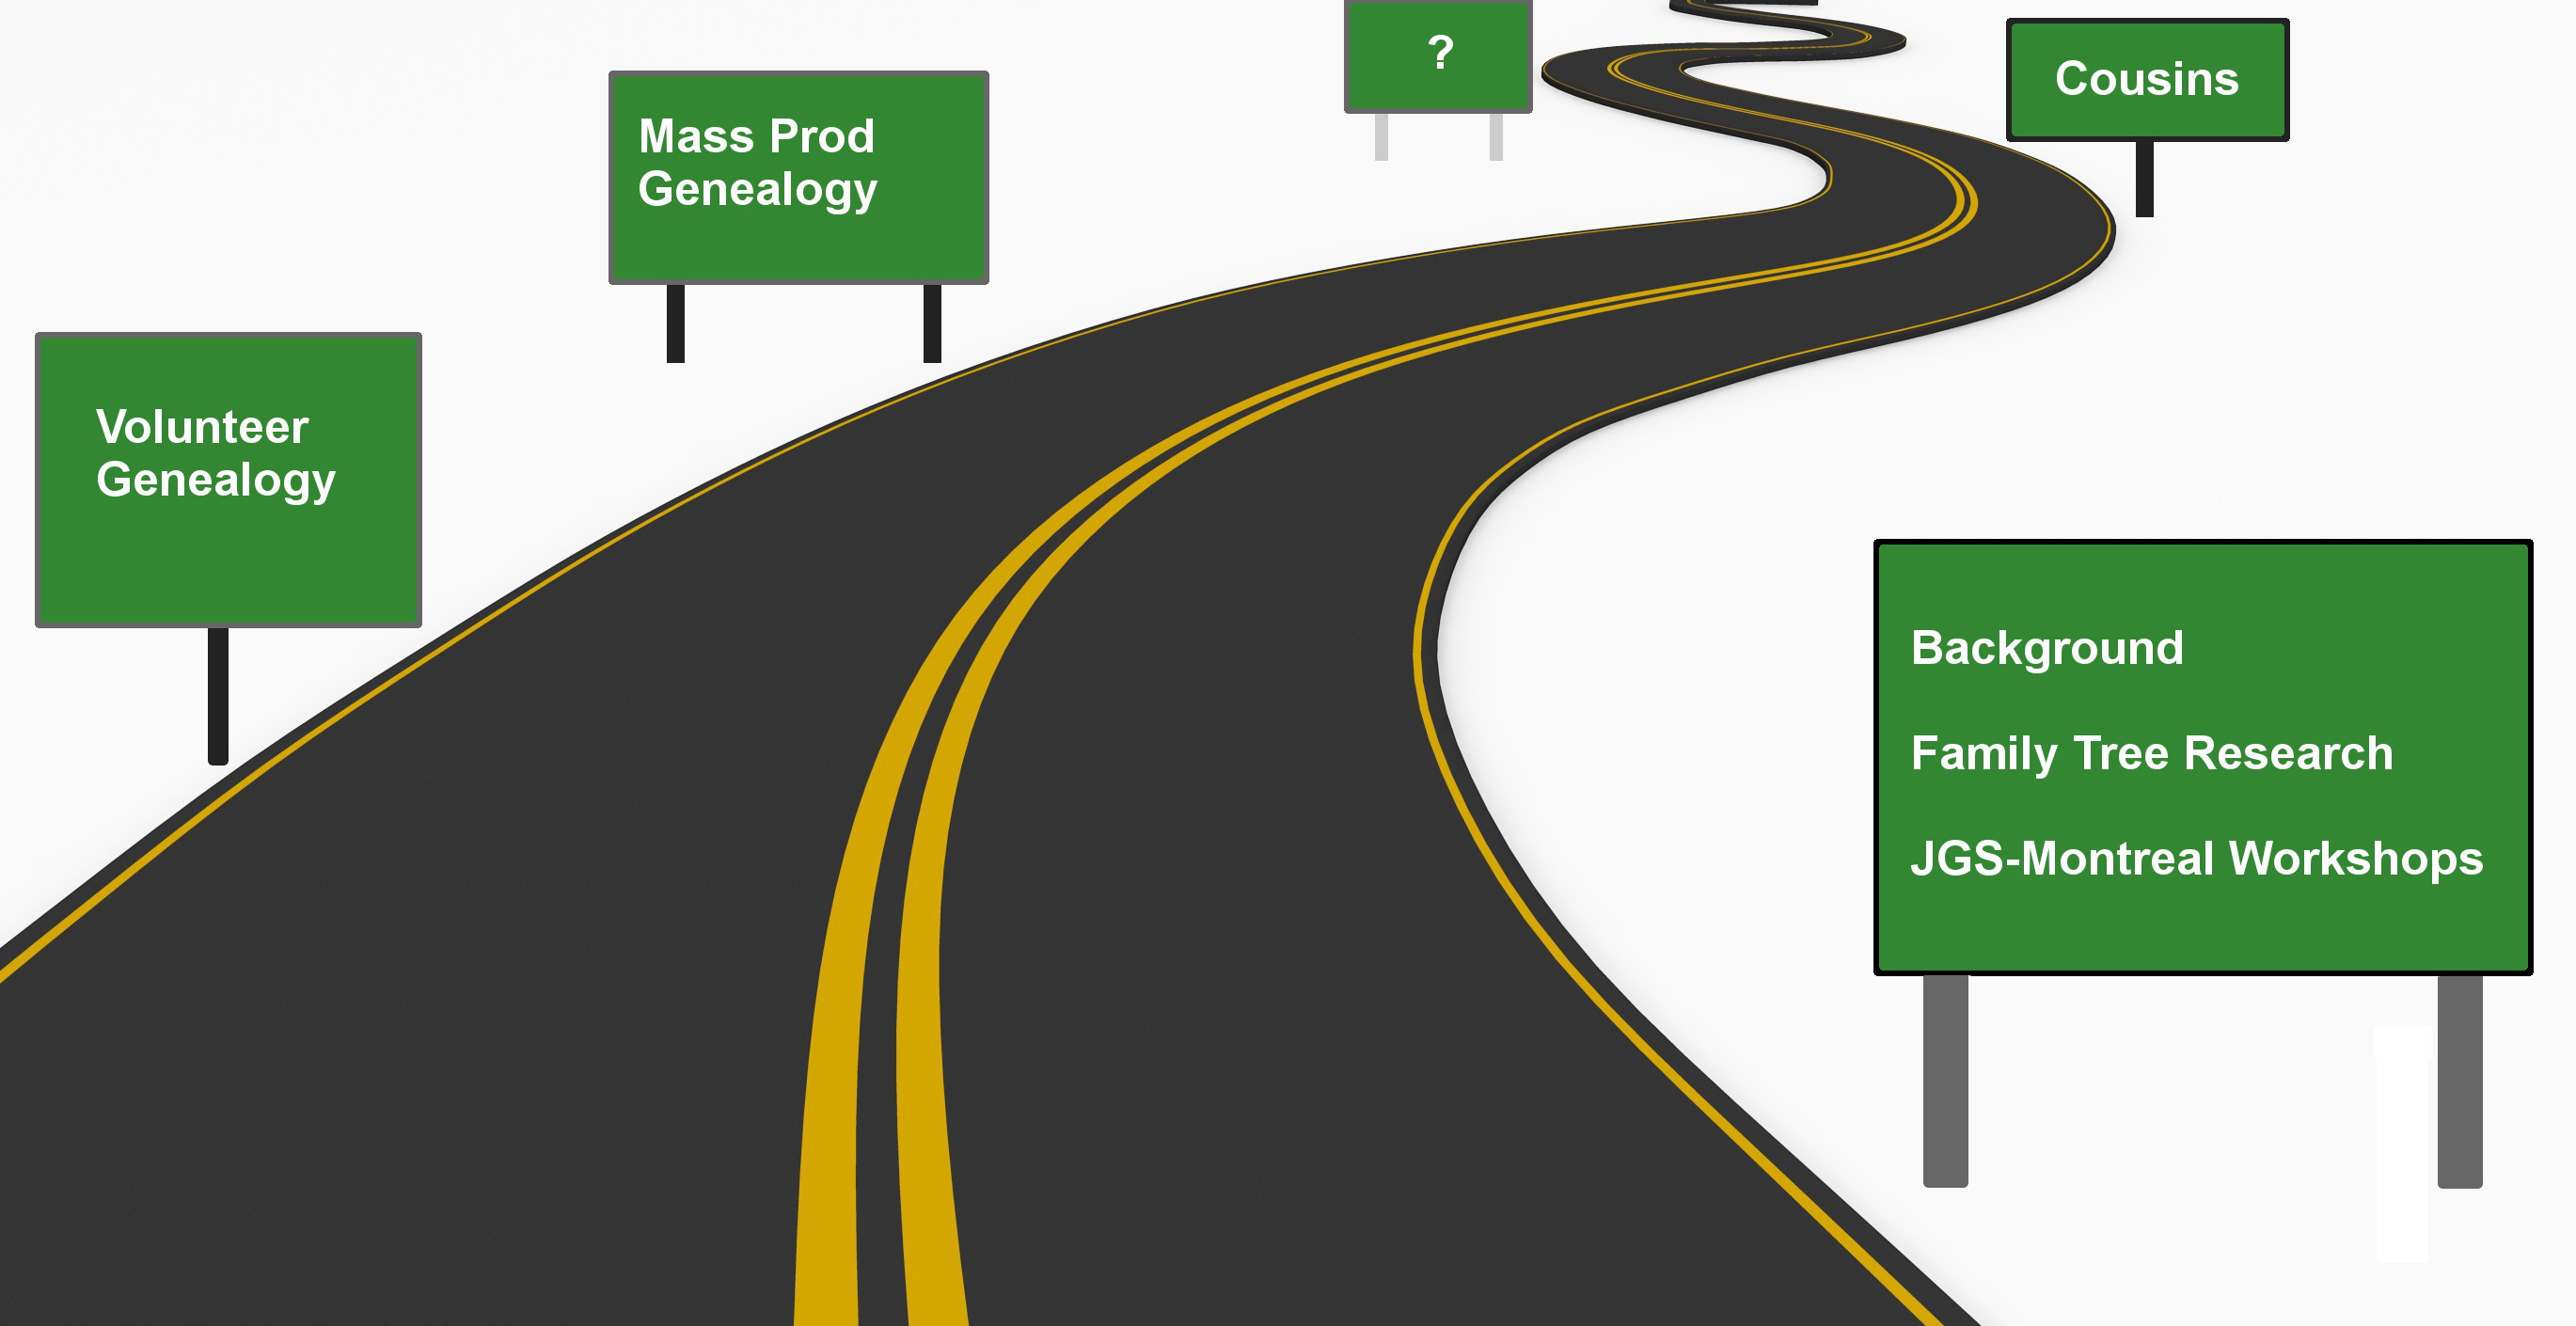 ?
Cousins
Mass Prod
Genealogy
Volunteer
Genealogy
Background
Family Tree Research
JGS-Montreal Workshops